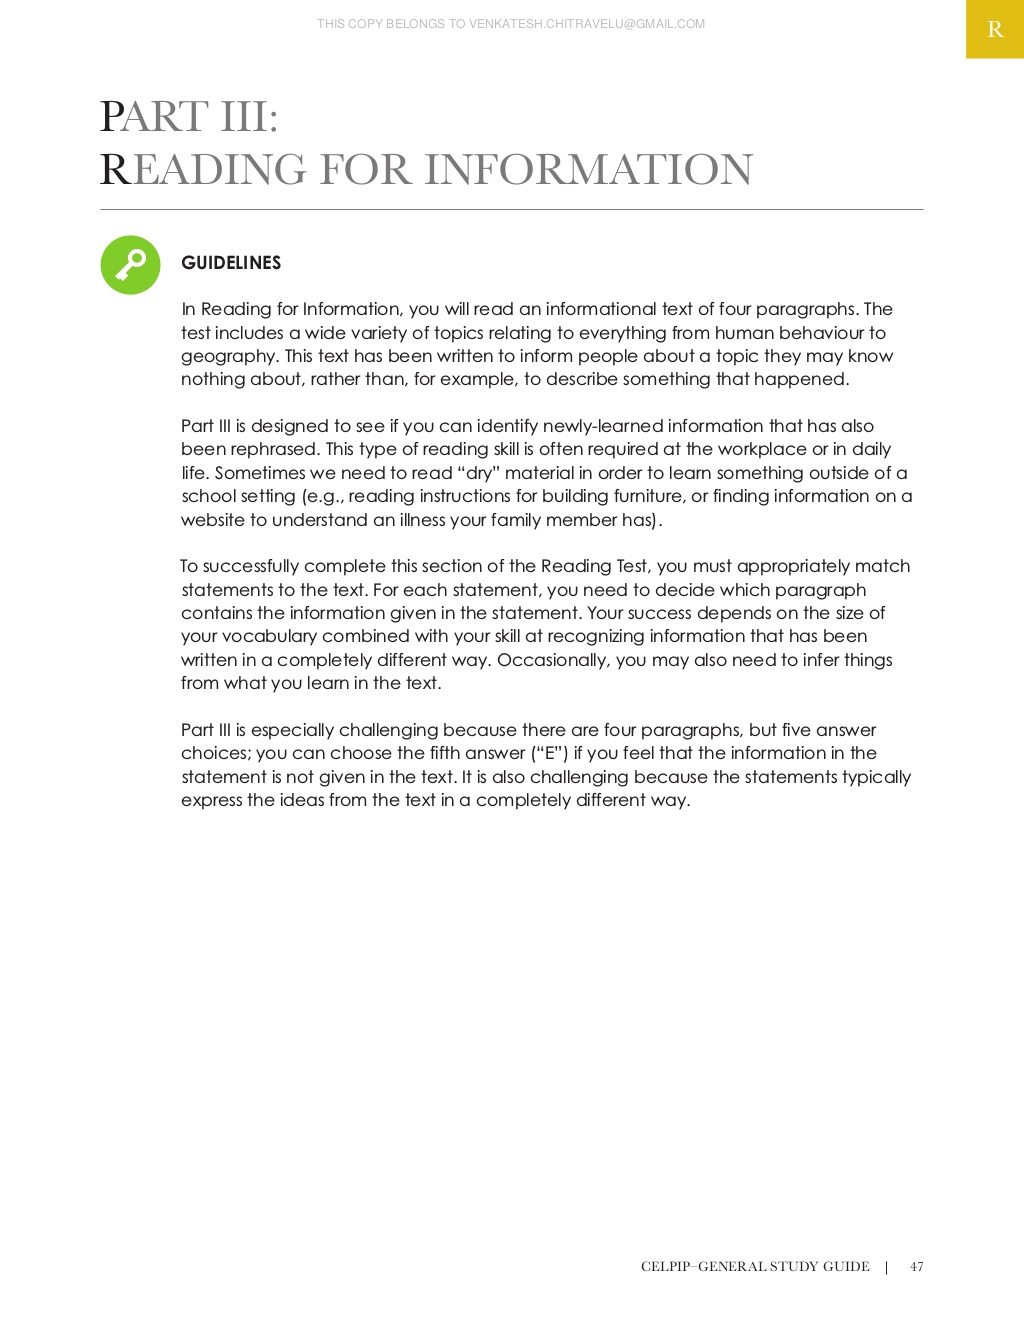 THIS COPY BELONGS TO VENKATESH.CHITRAVELU@GMAIL.COM
R
PART III:
READING FOR INFORMATION
GUIDELINES
In Reading for Information, you will read an informational text of four paragraphs. The
test includes a wide variety of topics relating to everything from human behaviour to
geography. This text has been written to inform people about a topic they may know
nothing about, rather than, for example, to describe something that happened.
Part III is designed to see if you can identify newly-learned information that has also
been rephrased. This type of reading skill is often required at the workplace or in daily
life. Sometimes we need to read “dry” material in order to learn something outside of a
school setting (e.g., reading instructions for building furniture, or finding information on a
website to understand an illness your family member has).
To successfully complete this section of the Reading Test, you must appropriately match
statements to the text. For each statement, you need to decide which paragraph
contains the information given in the statement. Your success depends on the size of
your vocabulary combined with your skill at recognizing information that has been
written in a completely different way. Occasionally, you may also need to infer things
from what you learn in the text.
Part III is especially challenging because there are four paragraphs, but five answer
choices; you can choose the fifth answer (“E”) if you feel that the information in the
statement is not given in the text. It is also challenging because the statements typically
express the ideas from the text in a completely different way.
CELPIP–GENERAL STUDY GUIDE | 47